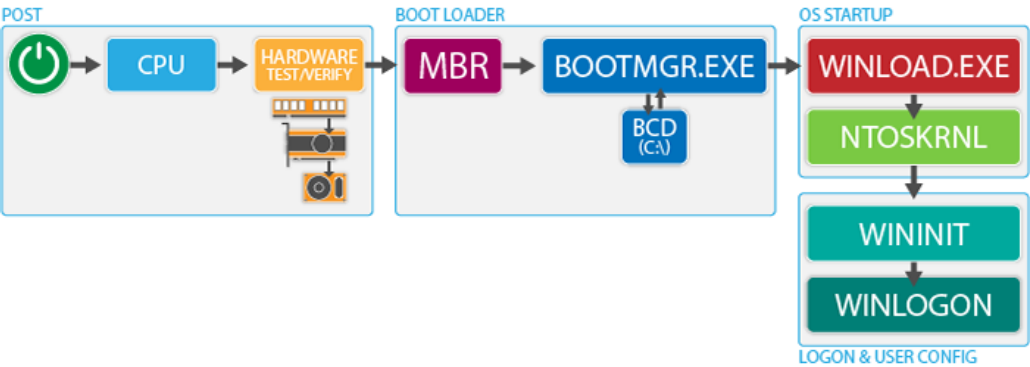 POST
BOOT LOADER
OS STARTUP
CPU
HARDWARE
TEST/VERIFY
MBR
BOOTMGR.EXE
BCD
(C:\)
WINLOAD.EXE
NTOSKRNL
WININIT
WINLOGON
LOGON & USER CONFIG